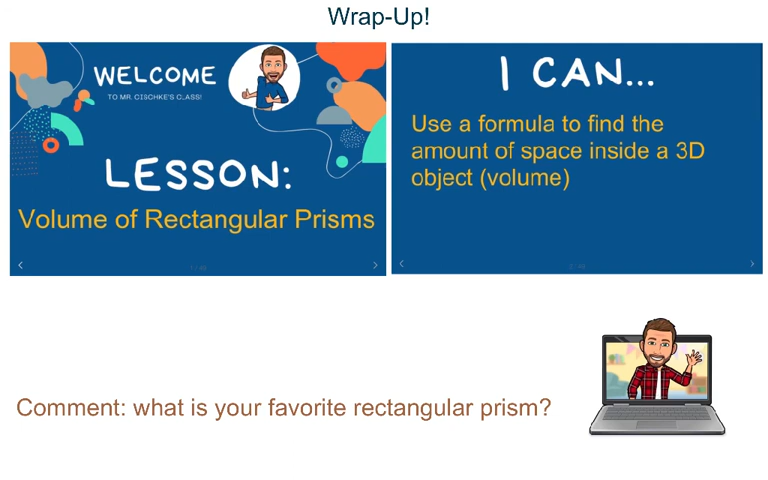 Wrap-Up!
WELCOME
TO MR. CISCHKE'S CLASS!
LESSON:
Volume of Rectangular Prisms
I CAN...
Use a formula to find the
amount of space inside a 3D
object (volume)
Comment: what is your favorite rectangular prism?